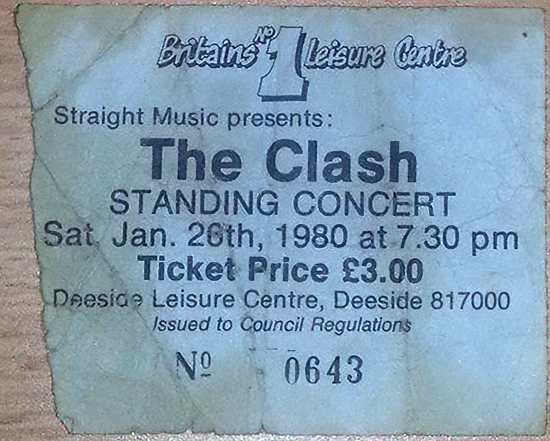 Britains No 1 Leisure Centre
Straight Music presents:
The Clash
STANDING CONCERT
Sat. Jan. 26th, 1980 at 7.30 pm
Ticket Price £3.00
Deeside Leisure Centre, Deeside 817000
Issued to Council Regulations
No 0643